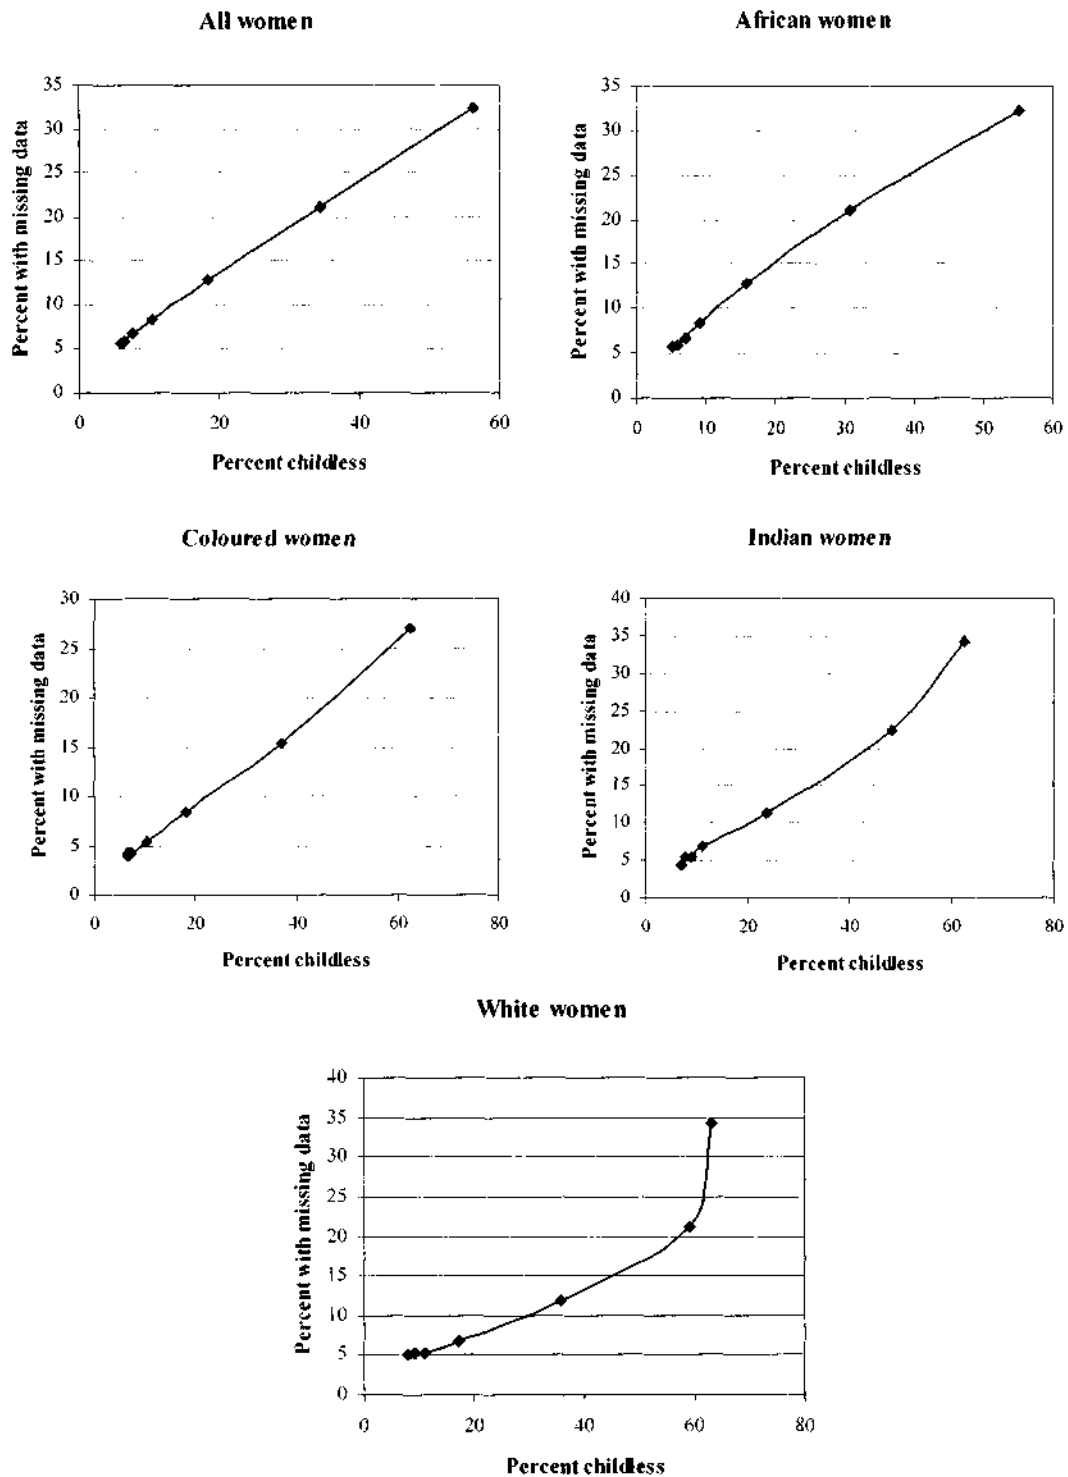 All women
African women
35
30
25
20
15
10
5
0
Percent with missing data
0 20 40 60
Percent childless
35
30
25
20
15
10
5
0
Percent with missing data
0 10 20 30 40 50 60
Percent childless
Coloured women
Indian women
30
25
20
15
10
5
0
Percent with missing data
0 20 40 60 80
Percent childless
40
35
30
25
20
15
10
5
0
Percent with missing data
0 20 40 60 80
Percent childless
White women
40
35
30
25
20
15
10
5
0
Percent with missing data
0 20 40 60 80
Percent childless